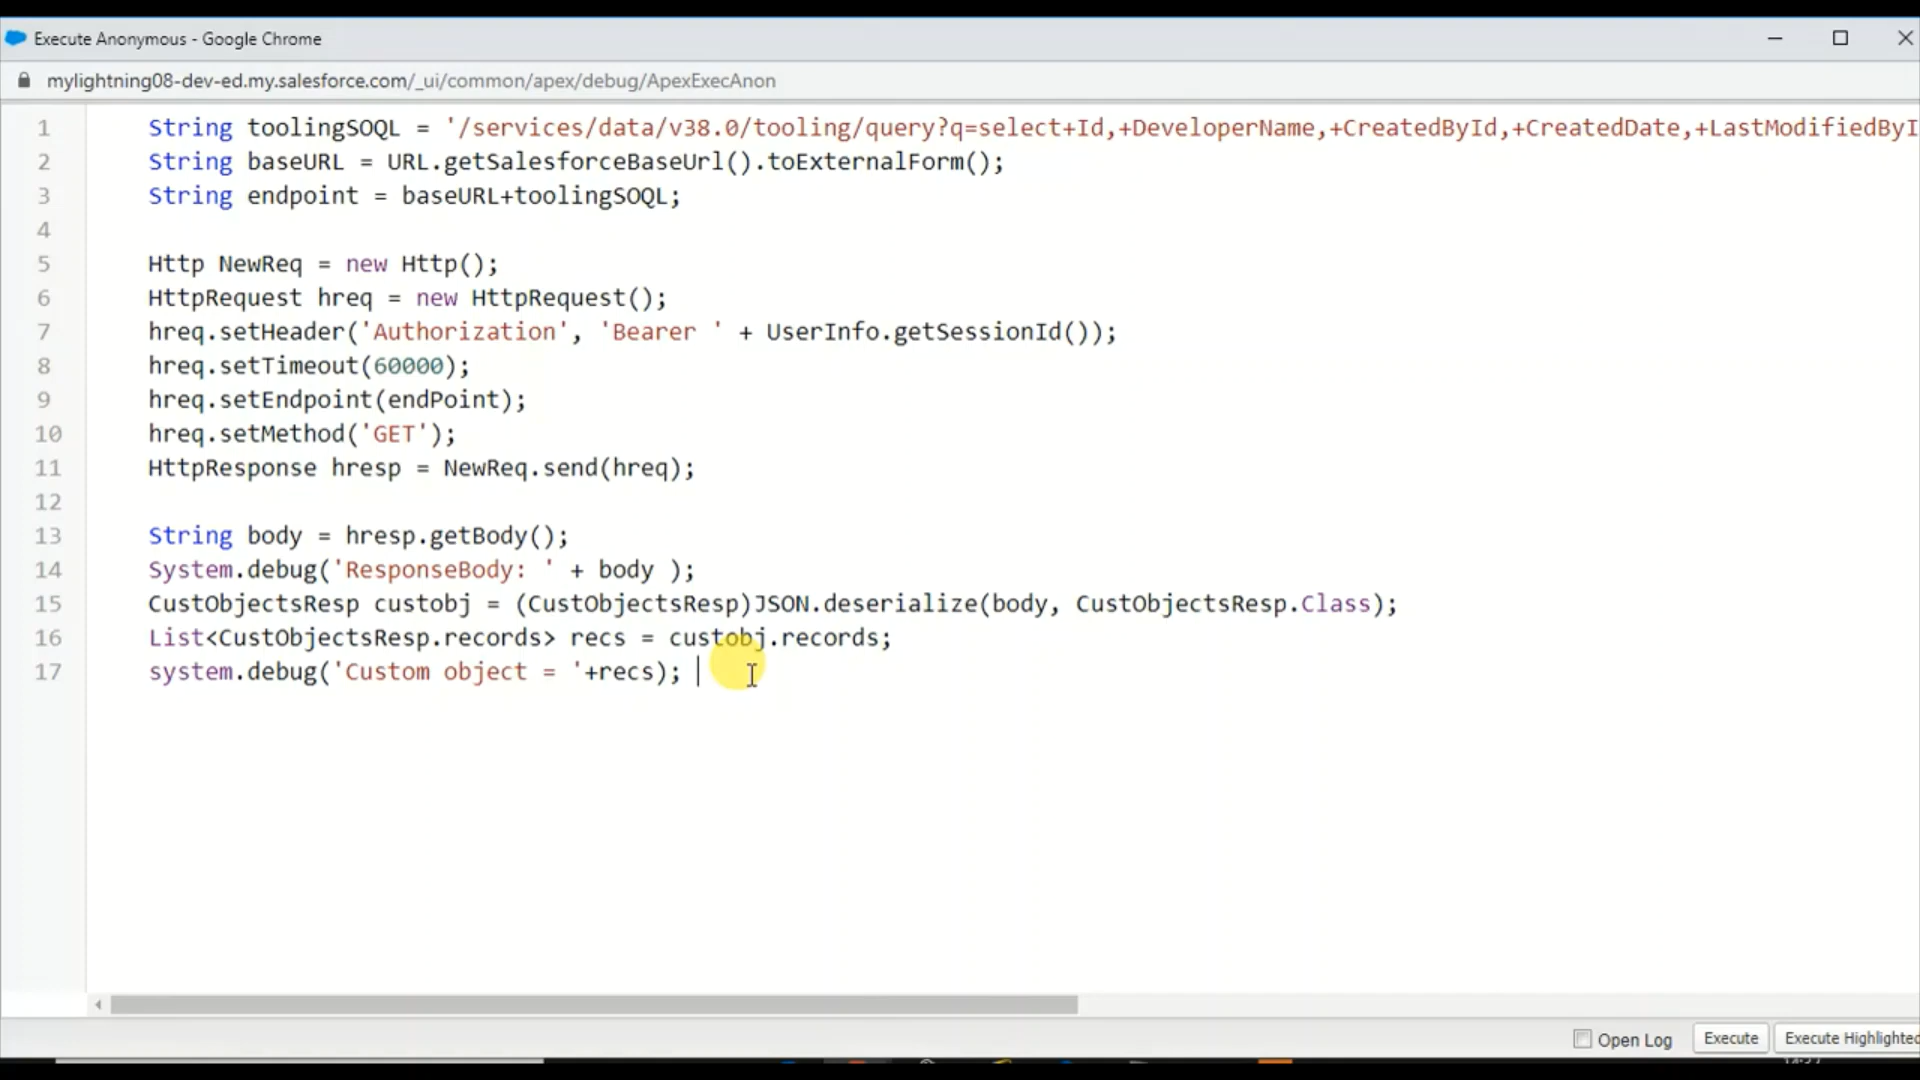 Execute Anonymous - Google Chrome
mylightning08-dev-ed.my.salesforce.com/_ui/common/apex/debug/ApexExecAnon
1 String toolingSOQL = '/services/data/v38.0/tooling/query?q=select+Id,+DeveloperName,+CreatedById,+CreatedDate,+LastModifiedByI
2 String baseURL = URL.getSalesforceBaseUrl().toExternalForm();
3 String endpoint = baseURL+toolingSOQL;
4
5 Http NewReq = new Http();
6 HttpRequest hreq = new HttpRequest();
7 hreq.setHeader('Authorization', 'Bearer ' + UserInfo.getSessionId());
8 hreq.setTimeout(60000);
9 hreq.setEndpoint(endPoint);
10 hreq.setMethod('GET');
11 HttpResponse hresp = NewReq.send(hreq);
12
13 String body = hresp.getBody();
14 System.debug('ResponseBody: ' + body );
15 CustObjectsResp custobj = (CustObjectsResp)JSON.deserialize(body, CustObjectsResp.Class);
16 List<CustObjectsResp.records> recs = custobj.records;
17 system.debug('Custom object = '+recs);
Open Log Execute Execute Highlighted